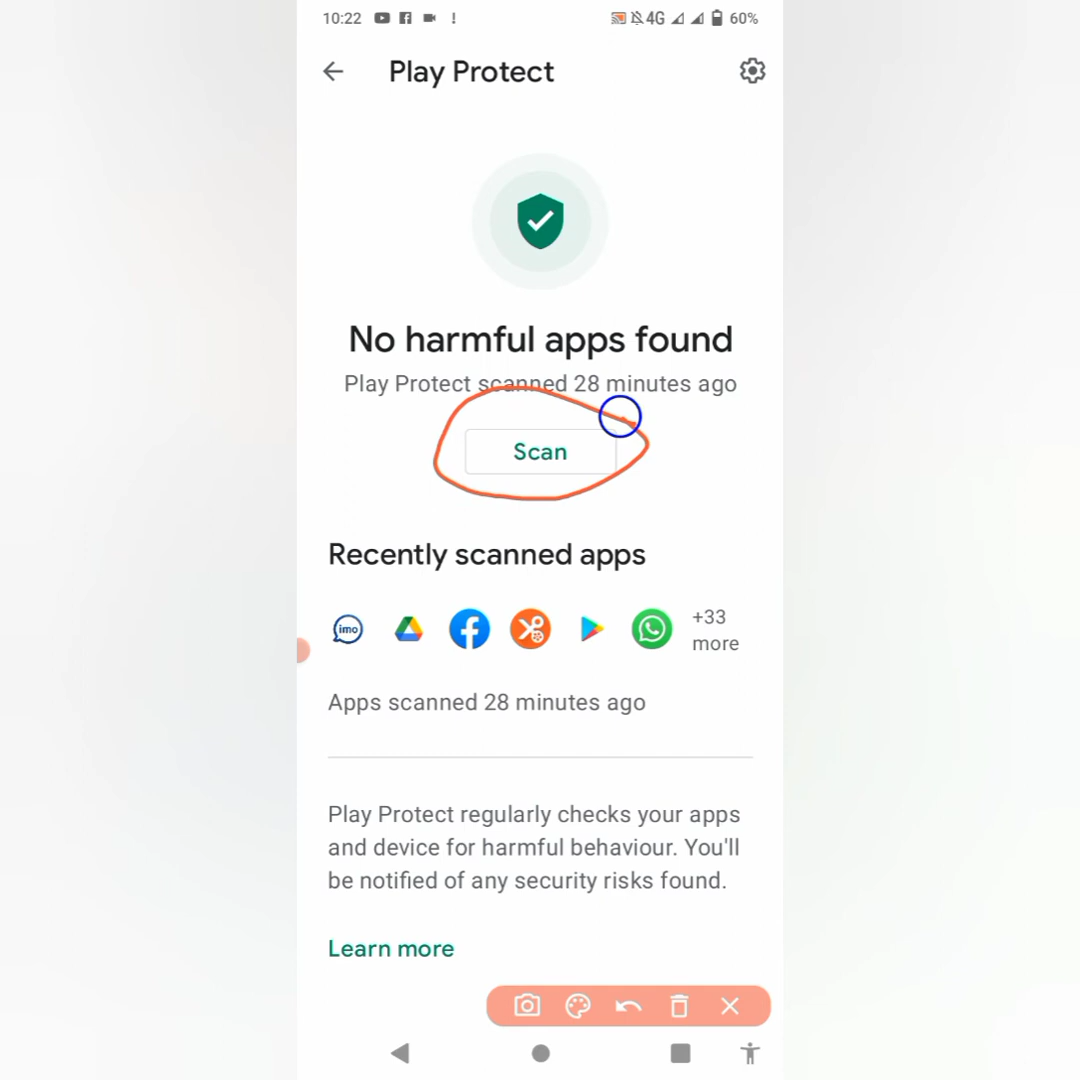 10:22 ! 4G 60%
Play Protect
No harmful apps found
Play Protect scanned 28 minutes ago
Scan
Recently scanned apps
imo
+33
more
Apps scanned 28 minutes ago
Play Protect regularly checks your apps
and device for harmful behaviour. You'll
be notified of any security risks found.
Learn more